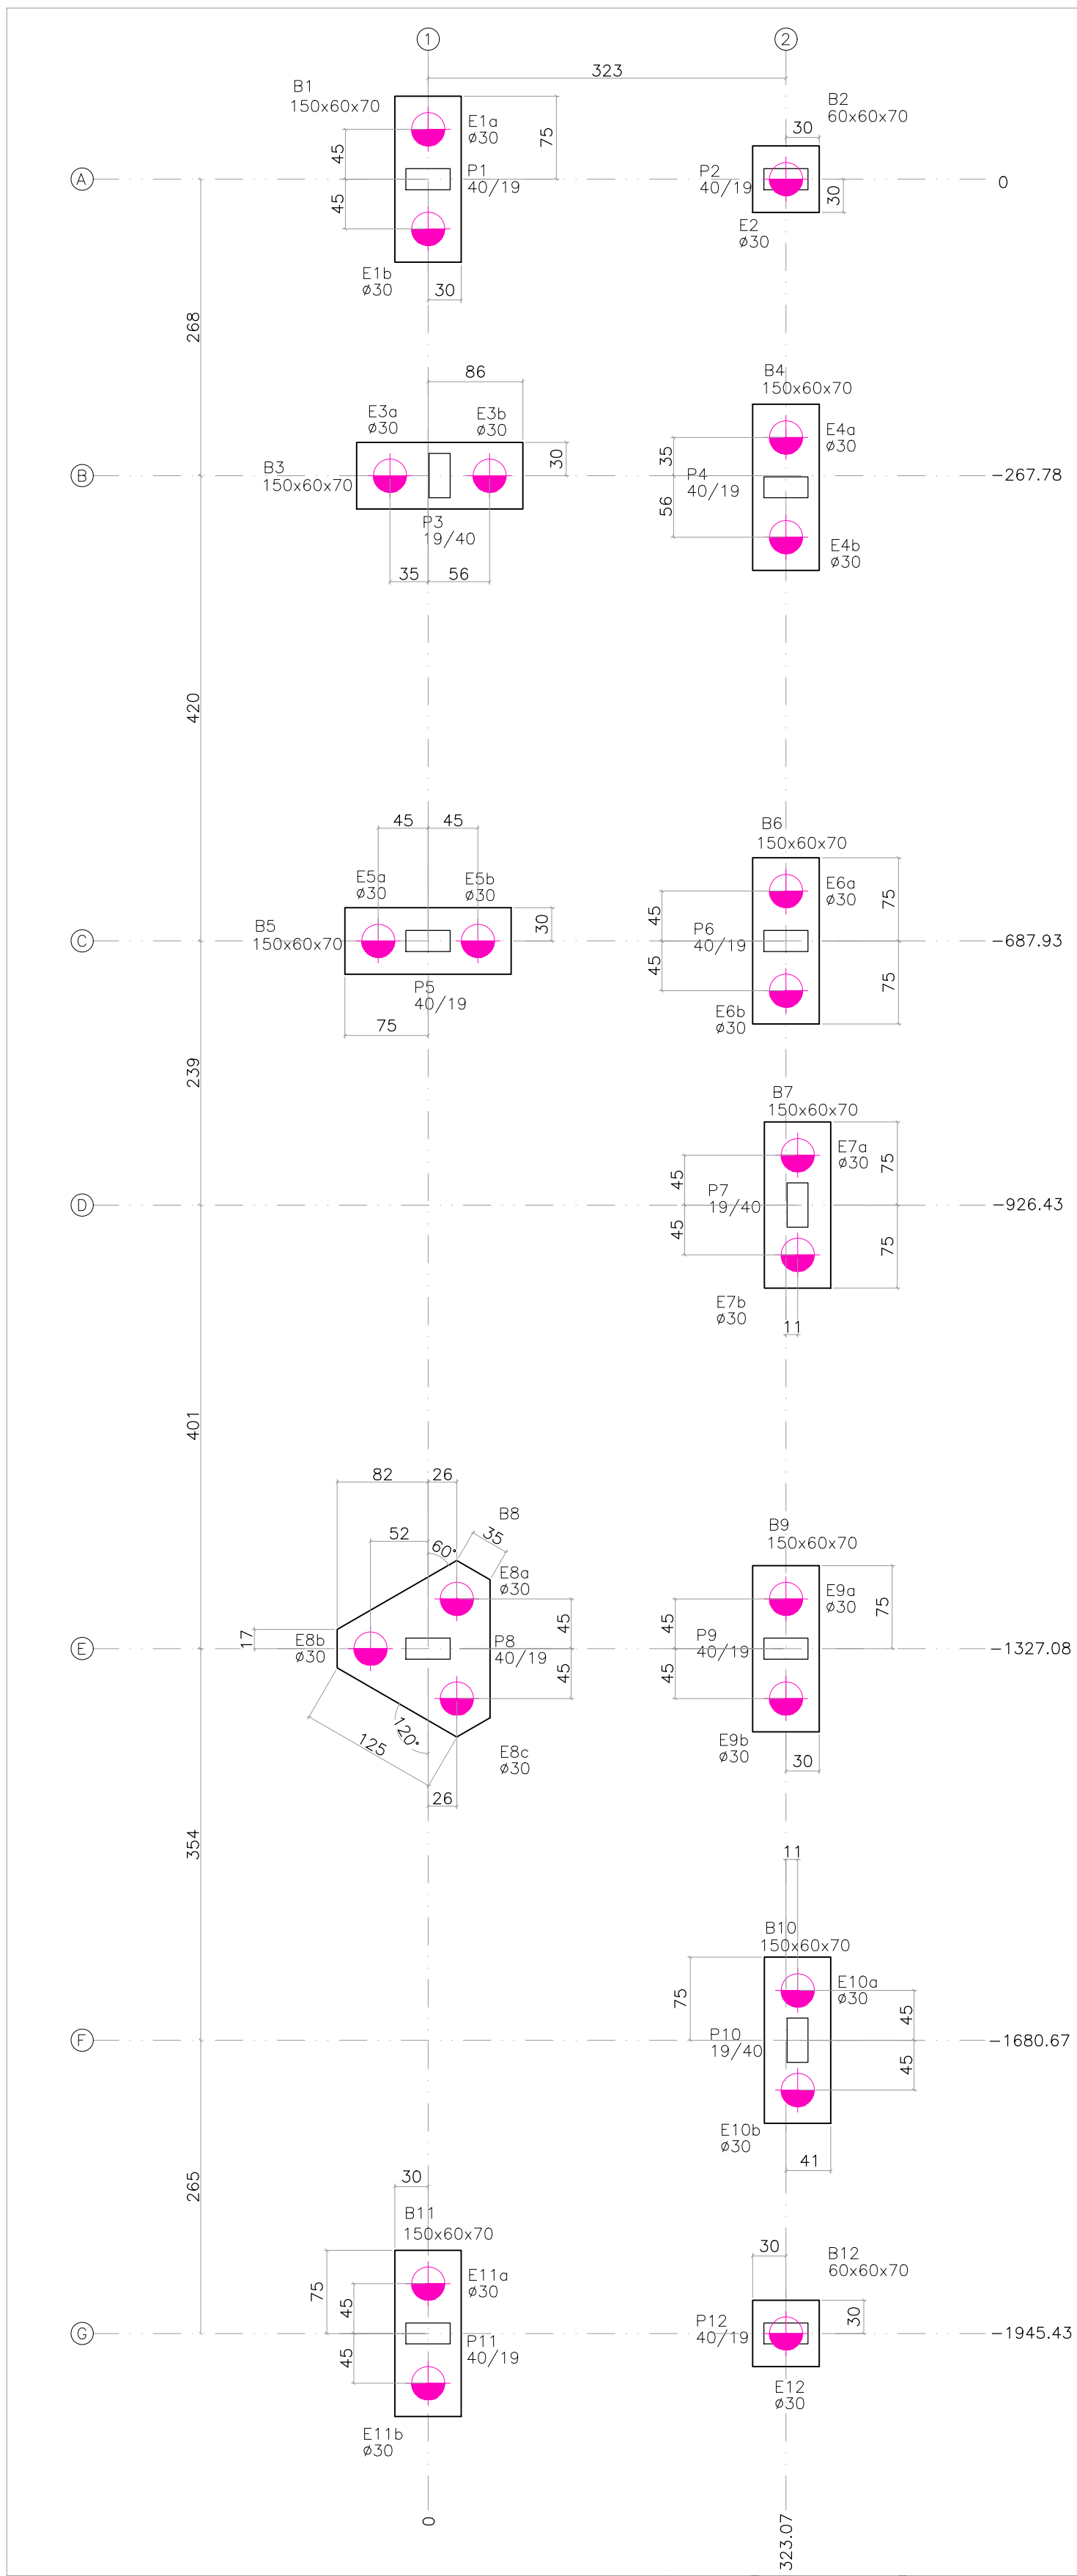 1
2
323
B1
150x60x70
B2
60x60x70
E1a
ø30
75
30
45
P1
40/19
P2
40/19
A
0
45
30
E2
ø30
E1b
ø30
30
268
86
B4
150x60x70
E3a
ø30
E3b
ø30
E4a
ø30
B3
150x60x70
30
35
P4
40/19
B
-267.78
56
P3
19/40
E4b
ø30
35
56
420
45
45
B6
150x60x70
E5a
ø30
E5b
ø30
E6a
ø30
75
B5
150x60x70
30
45
P6
40/19
C
-687.93
45
75
P5
40/19
E6b
ø30
75
239
B7
150x60x70
E7a
ø30
75
45
P7
19/40
D
-926.43
45
75
E7b
ø30
11
401
82
26
B8
52
35
60°
B9
150x60x70
E8a
ø30
E9a
ø30
75
17
E8b
ø30
45
45
P8
40/19
P9
40/19
E
-1327.08
45
45
120°
125
E8c
ø30
E9b
ø30
30
26
354
11
B10
150x60x70
E10a
ø30
75
45
P10
19/40
F
-1680.67
45
E10b
ø30
41
265
30
B11
150x60x70
30
B12
60x60x70
E11a
ø30
75
45
30
P12
40/19
G
-1945.43
P11
40/19
45
E12
ø30
E11b
ø30
0
323.07